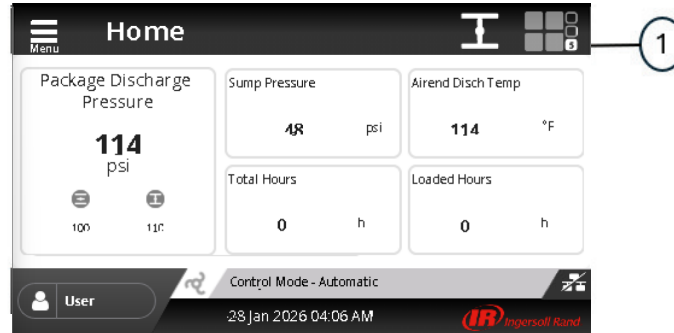 Menu
Home
5
1
Package Discharge
Pressure
114
psi
100
110
Sump Pressure
48 psi
Airend Disch Temp
114 °F
Total Hours
0 h
Loaded Hours
0 h
User
Control Mode - Automatic
28 Jan 2026 04:06 AM
IR Ingersoll Rand